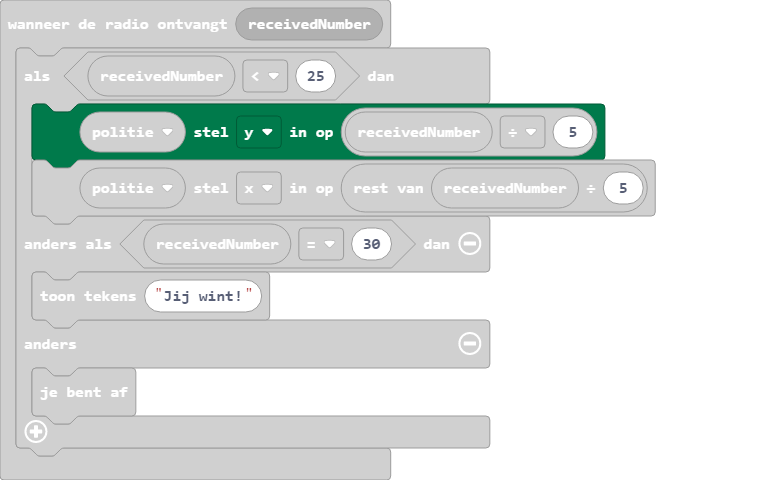 wanneer de radio ontvangt receivedNumber
als receivedNumber < 25 dan
politie stel y in op receivedNumber ÷ 5
politie stel x in op rest van receivedNumber ÷ 5
anders als receivedNumber = 30 dan
toon tekens "Jij wint!"
anders
je bent af